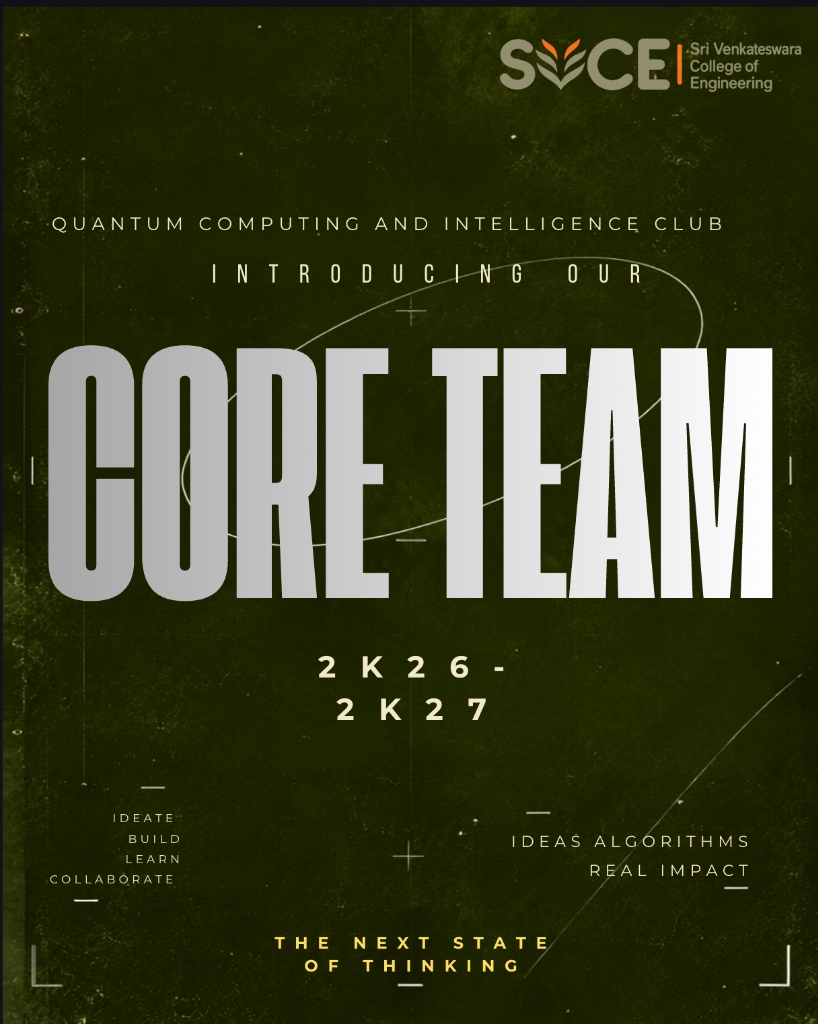 SVCE
Sri Venkateswara
College of
Engineering
QUANTUM COMPUTING AND INTELLIGENCE CLUB
INTRODUCING OUR
CORE TEAM
2K26-
2K27
IDEATE
BUILD
LEARN
COLLABORATE
IDEAS ALGORITHMS
REAL IMPACT
THE NEXT STATE
OF THINKING